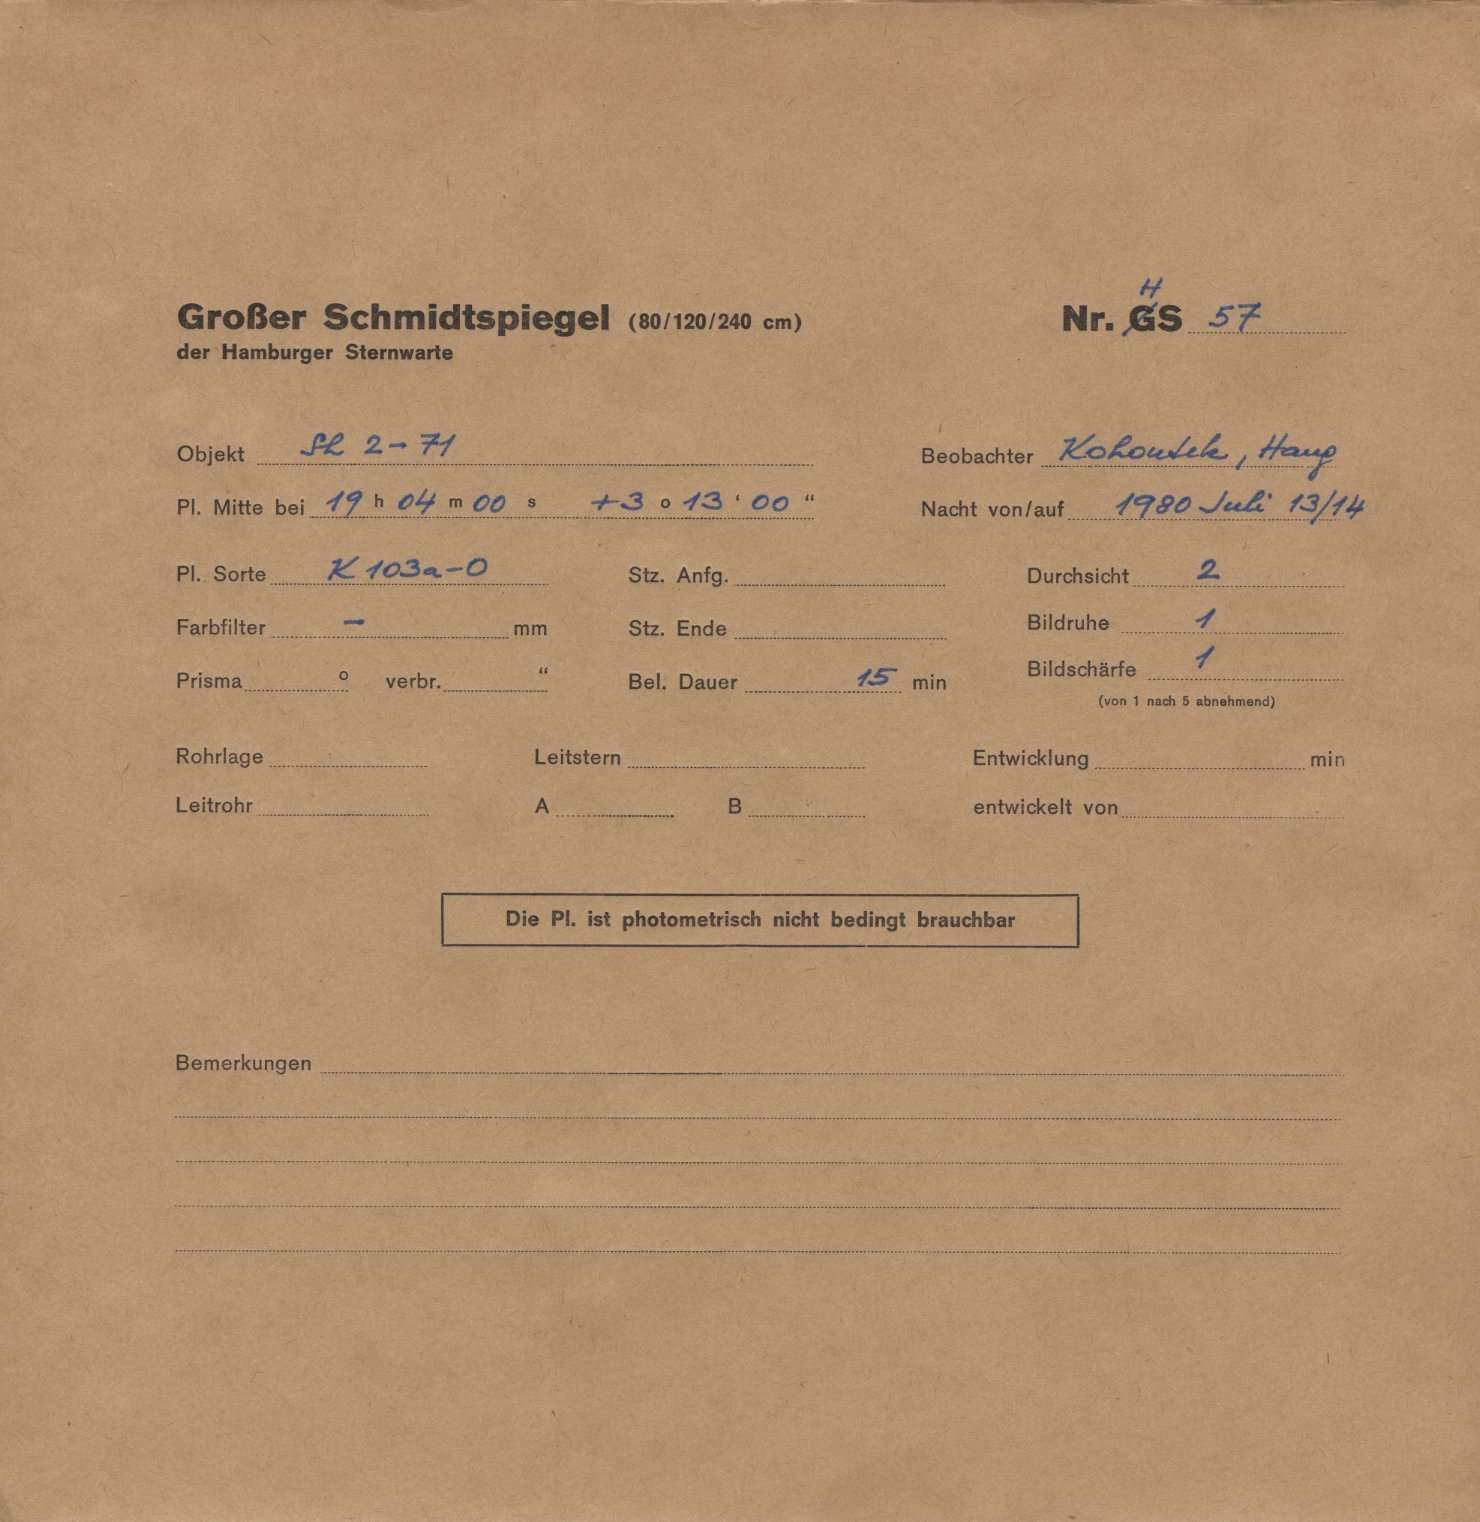 H
Großer Schmidtspiegel (80/120/240 cm) Nr. GS 57
der Hamburger Sternwarte
Objekt Sh 2-71 Beobachter Kohoutek, Haug
Pl. Mitte bei 19 h 04 m 00 s +3 o 13 ' 00 " Nacht von/auf 1980 Juli 13/14
Pl. Sorte K 103a-O Stz. Anfg. Durchsicht 2
Farbfilter - mm Stz. Ende Bildruhe 1
Prisma o verbr. " Bel. Dauer 15 min Bildschärfe 1
(von 1 nach 5 abnehmend)
Rohrlage Leitstern Entwicklung min
Leitrohr A B entwickelt von
Die Pl. ist photometrisch nicht bedingt brauchbar
Bemerkungen